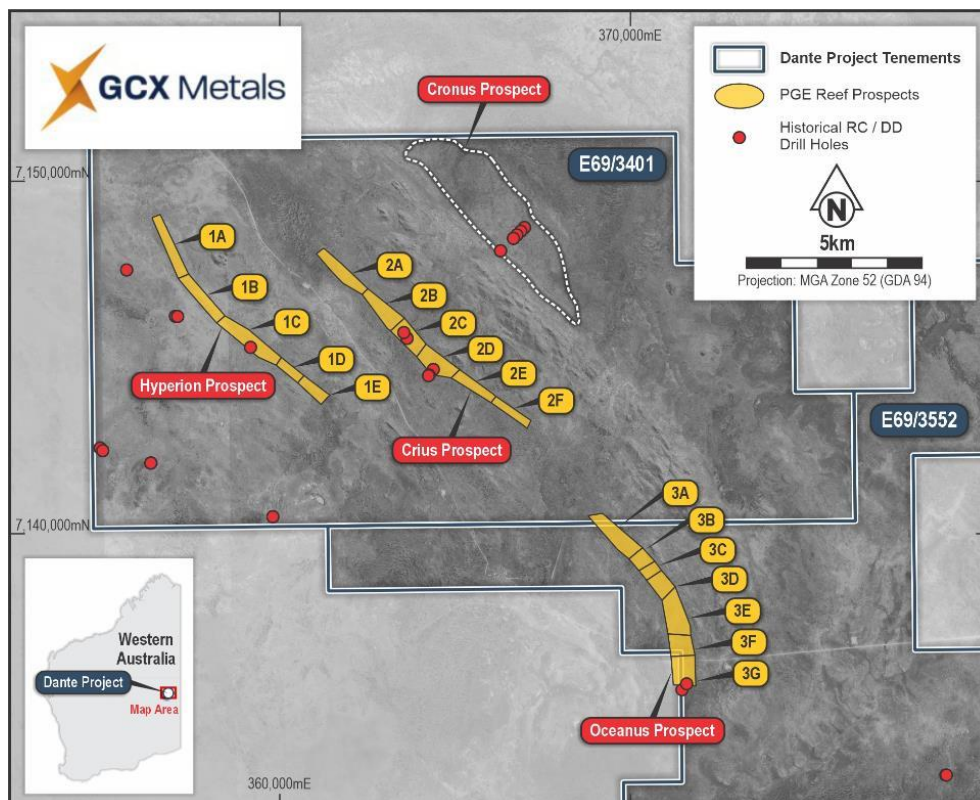 370,000mE
GCX Metals
Dante Project Tenements
PGE Reef Prospects
Historical RC / DD
Drill Holes
N
5km
Projection: MGA Zone 52 (GDA 94)
Cronus Prospect
E69/3401
7,150,000mN
1A
1B
1C
1D
1E
Hyperion Prospect
2A
2B
2C
2D
2E
2F
Crius Prospect
E69/3552
7,140,000mN
3A
3B
3C
3D
3E
3F
3G
Oceanus Prospect
Western
Australia
Dante Project
Map Area
360,000mE